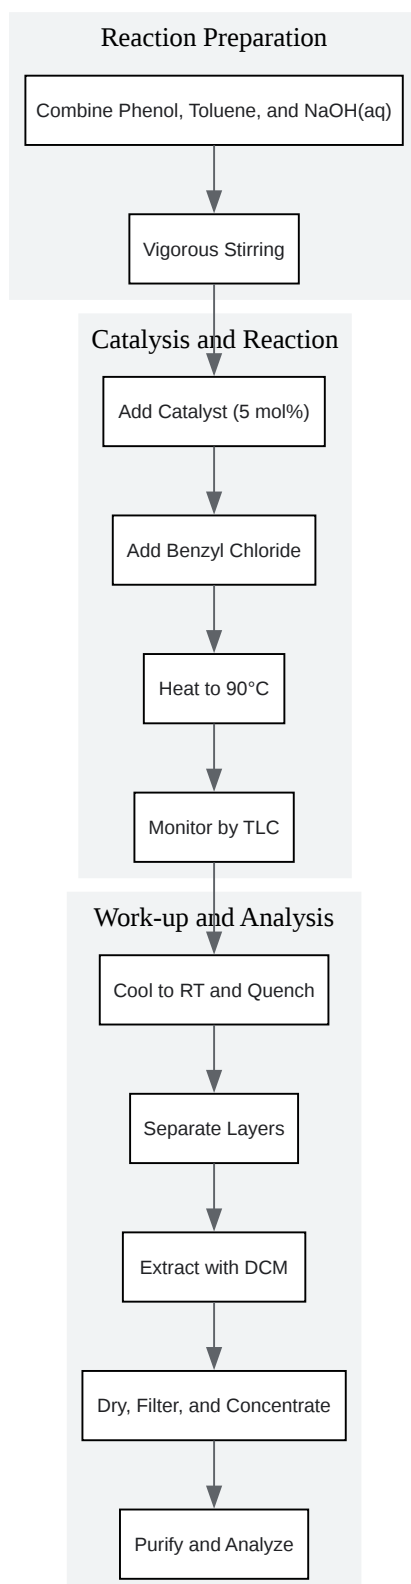 Reaction Preparation
Combine Phenol, Toluene, and NaOH(aq)
Vigorous Stirring
Catalysis and Reaction
Add Catalyst (5 mol%)
Add Benzyl Chloride
Heat to 90°C
Monitor by TLC
Work-up and Analysis
Cool to RT and Quench
Separate Layers
Extract with DCM
Dry, Filter, and Concentrate
Purify and Analyze